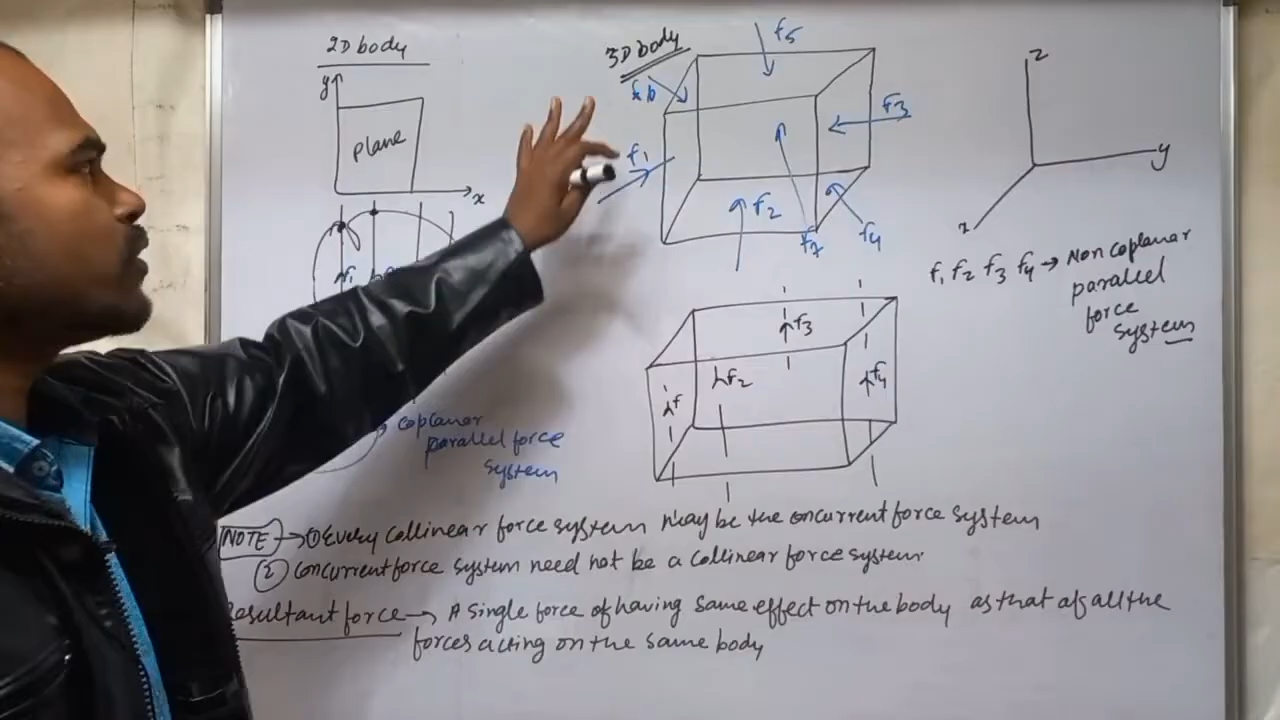 2D body
y
plane
x
f1
coplanar
parallel force
system
3D body
f5
f6
f3
f1
f2
f7
f4
z
y
x
f1 f2 f3 f4 → Non coplanar
parallel
force
system
f3
f2
f4
f
NOTE → ① Every collinear force system may be the concurrent force system
② concurrent force system need not be a collinear force system
Resultant force → A single force of having same effect on the body as that of all the
forces acting on the same body